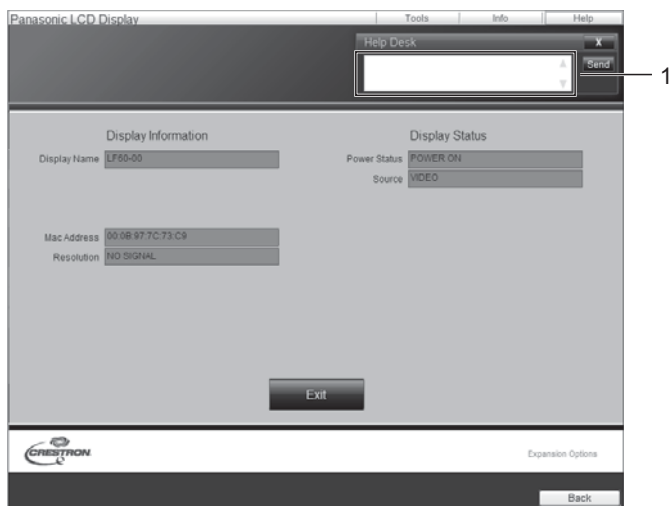 Panasonic LCD Display
Tools
Info
Help
Help Desk
X
Send
1
Display Information
Display Status
Display Name LF60-00
Power Status POWER ON
Source VIDEO
Mac Address 00:0B:97:7C:73:C9
Resolution NO SIGNAL
Exit
CRESTRON
Expansion Options
Back